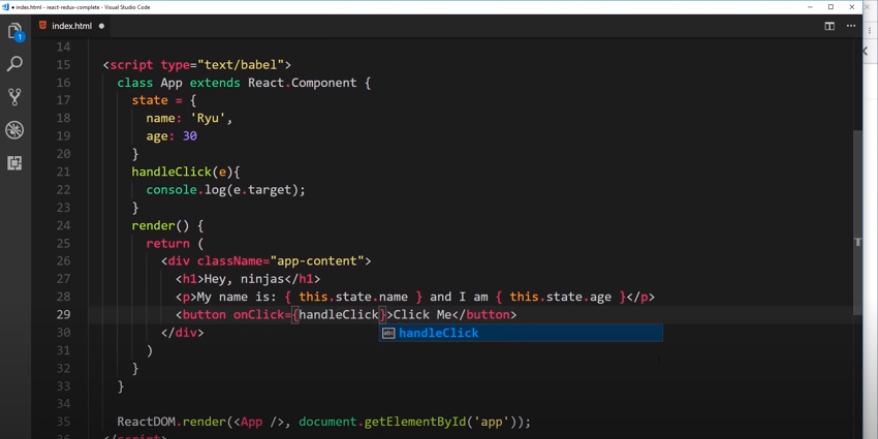 • index.html - react-redux-complete - Visual Studio Code
index.html
1
14
15 <script type="text/babel">
16 class App extends React.Component {
17 state = {
18 name: 'Ryu',
19 age: 30
20 }
21 handleClick(e){
22 console.log(e.target);
23 }
24 render() {
25 return (
26 <div className="app-content">
27 <h1>Hey, ninjas</h1>
28 <p>My name is: { this.state.name } and I am { this.state.age }</p>
29 <button onClick={handleClick}>Click Me</button>
abc handleClick
30 </div>
31 )
32 }
33 }
34
35 ReactDOM.render(<App />, document.getElementById('app'));
36 </script>